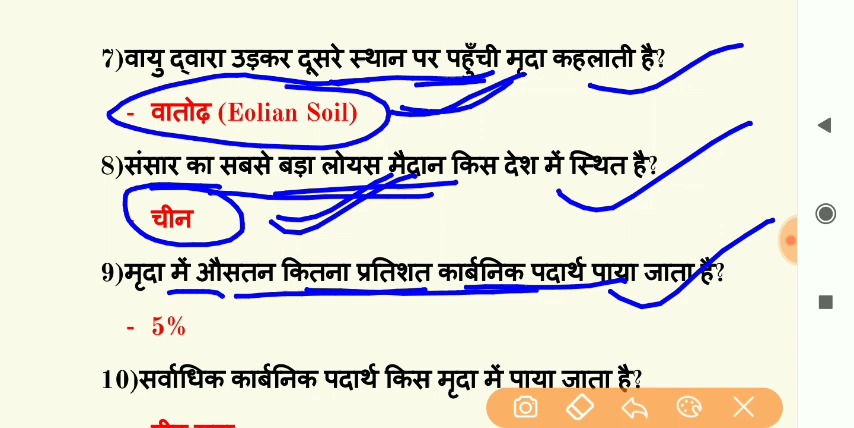 7)वायु द्वारा उड़कर दूसरे स्थान पर पहुँची मृदा कहलाती है?
- वातोढ़ (Eolian Soil)
8)संसार का सबसे बड़ा लोयस मैदान किस देश में स्थित है?
चीन
9)मृदा में औसतन कितना प्रतिशत कार्बनिक पदार्थ पाया जाता है?
- 5%
10)सर्वाधिक कार्बनिक पदार्थ किस मृदा में पाया जाता है?